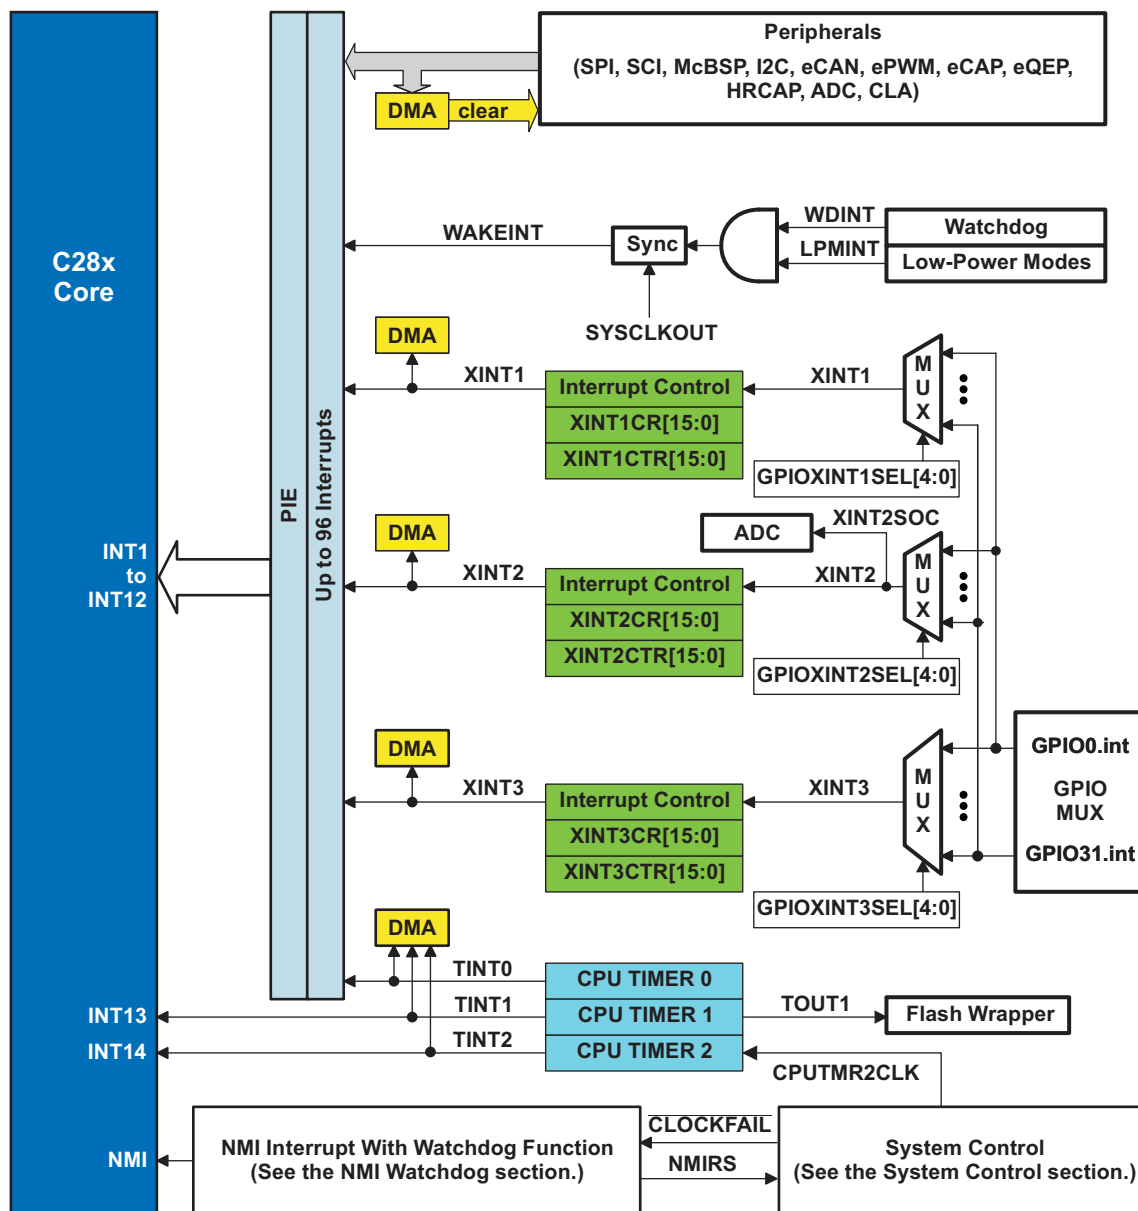 Peripherals
(SPI, SCI, McBSP, I2C, eCAN, ePWM, eCAP, eQEP,
HRCAP, ADC, CLA)
DMA
clear
C28x
Core
WAKEINT
Sync
WDINT
LPMINT
Watchdog
Low-Power Modes
SYSCLKOUT
DMA
XINT1
Interrupt Control
XINT1CR[15:0]
XINT1CTR[15:0]
XINT1
MUX
GPIOXINT1SEL[4:0]
PIE
Up to 96 Interrupts
INT1
to
INT12
DMA
XINT2
Interrupt Control
XINT2CR[15:0]
XINT2CTR[15:0]
ADC
XINT2SOC
XINT2
MUX
GPIOXINT2SEL[4:0]
DMA
XINT3
Interrupt Control
XINT3CR[15:0]
XINT3CTR[15:0]
XINT3
MUX
GPIOXINT3SEL[4:0]
GPIO0.int
GPIO
MUX
GPIO31.int
DMA
TINT0
CPU TIMER 0
INT13
TINT1
CPU TIMER 1
TOUT1
Flash Wrapper
INT14
TINT2
CPU TIMER 2
CPUTMR2CLK
NMI
NMI Interrupt With Watchdog Function
(See the NMI Watchdog section.)
CLOCKFAIL
NMIRS
System Control
(See the System Control section.)